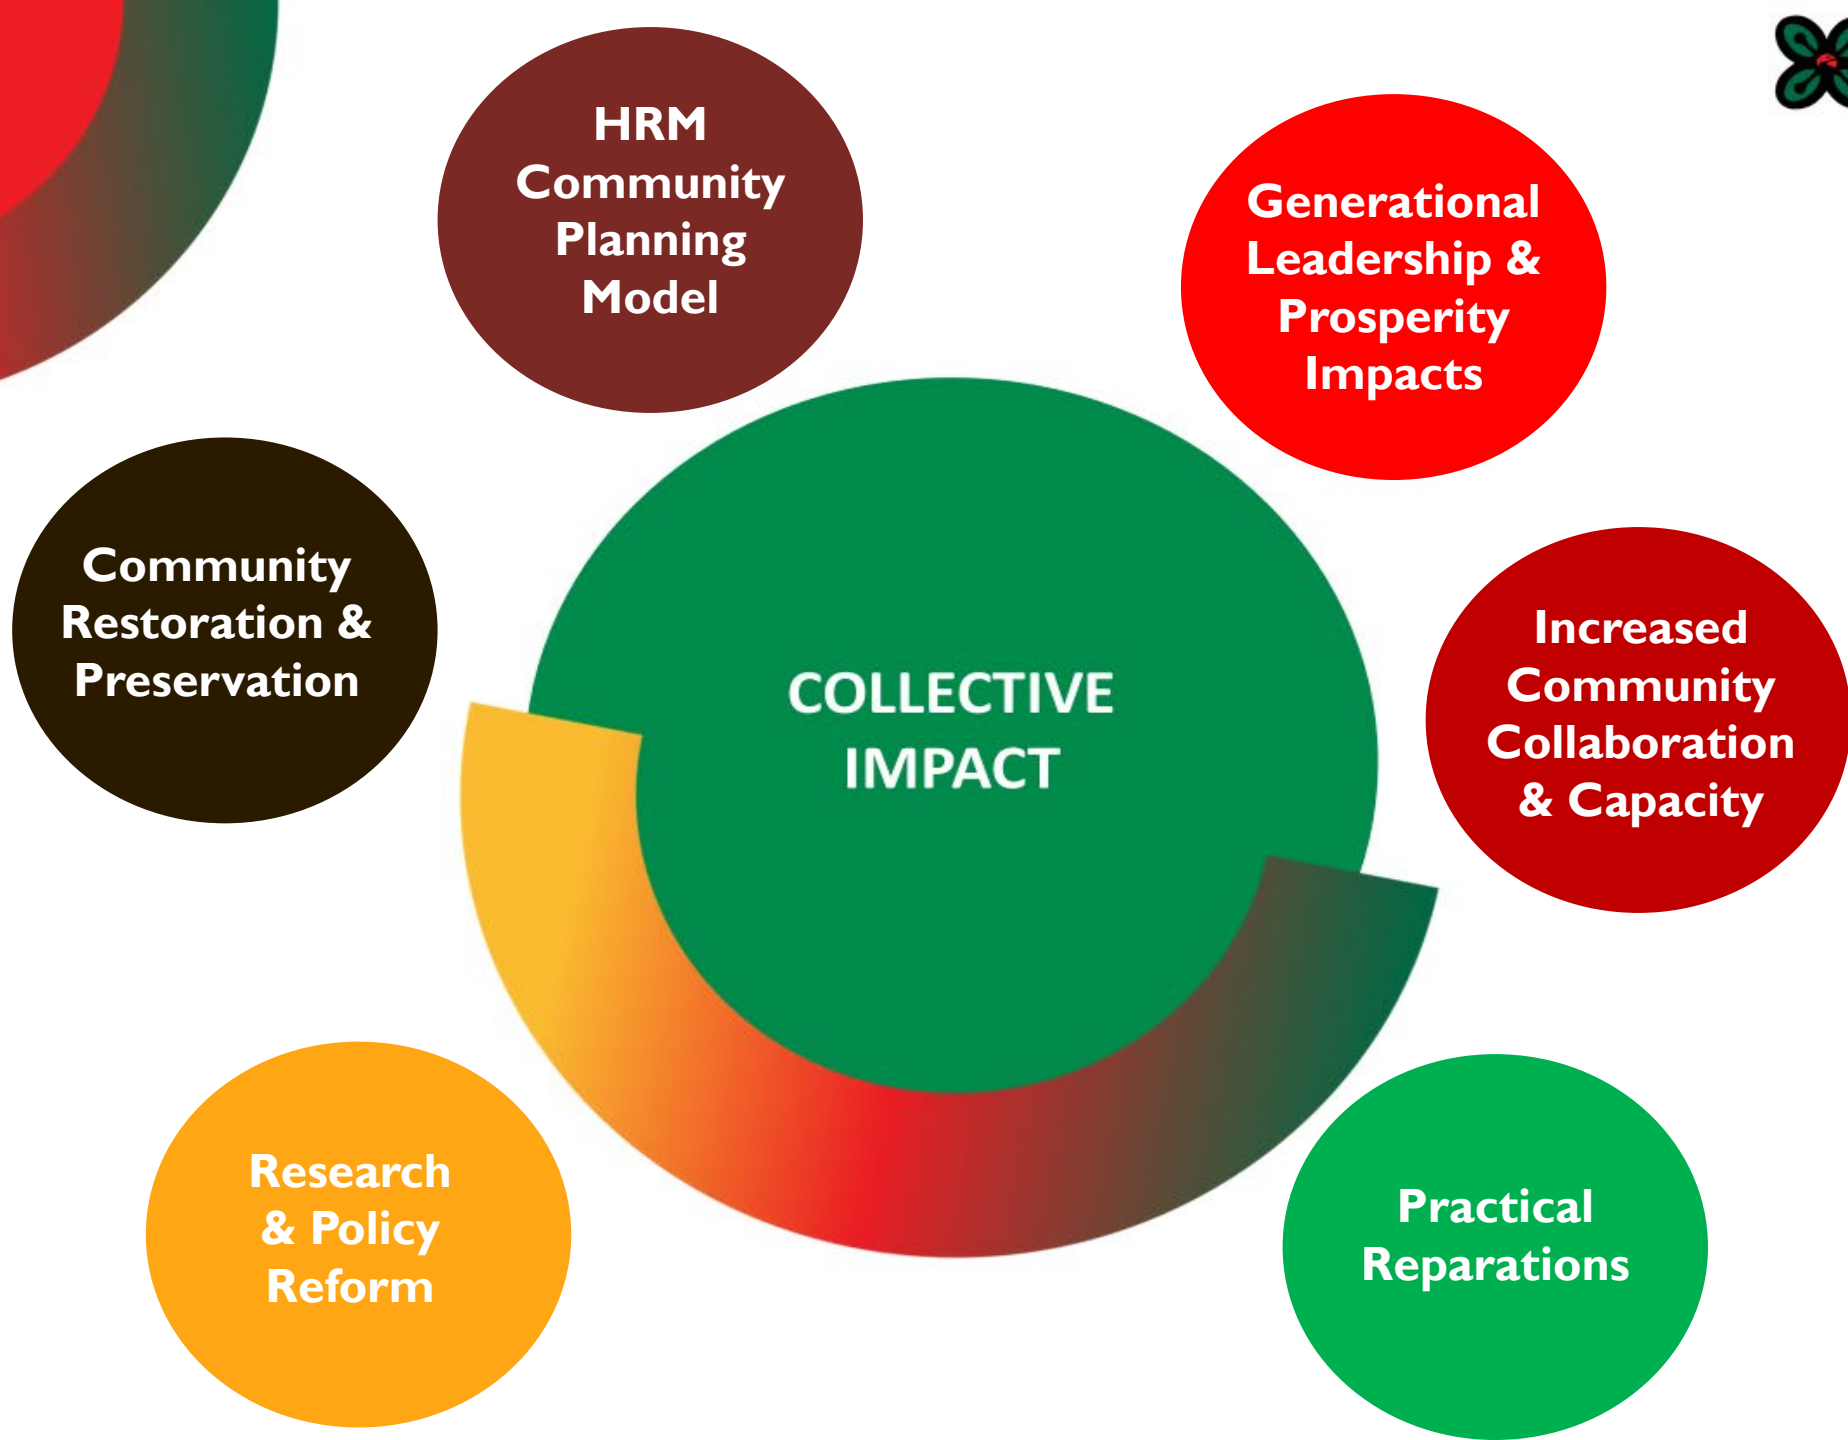 HRM
Community
Planning
Model
Generational
Leadership &
Prosperity
Impacts
Community
Restoration &
Preservation
COLLECTIVE
IMPACT
Increased
Community
Collaboration
& Capacity
Research
& Policy
Reform
Practical
Reparations